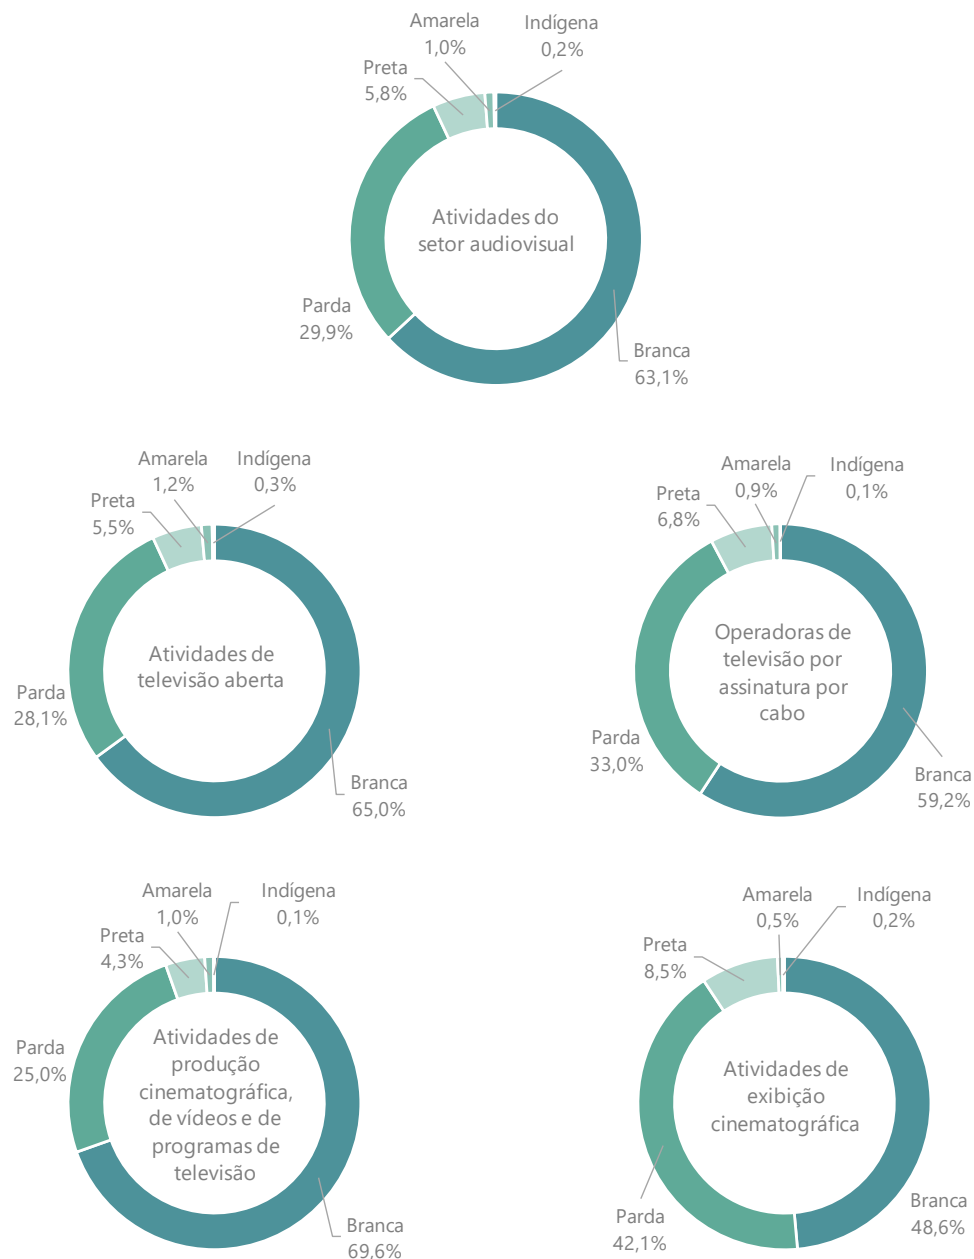 Amarela
1,0%
Indígena
0,2%
Preta
5,8%
Atividades do
setor audiovisual
Parda
29,9%
Branca
63,1%
Amarela
1,2%
Indígena
0,3%
Preta
5,5%
Atividades de
televisão aberta
Parda
28,1%
Branca
65,0%
Amarela
0,9%
Indígena
0,1%
Preta
6,8%
Operadoras de
televisão por
assinatura por
cabo
Parda
33,0%
Branca
59,2%
Amarela
1,0%
Indígena
0,1%
Preta
4,3%
Atividades de
produção
cinematográfica,
de vídeos e de
programas de
televisão
Parda
25,0%
Branca
69,6%
Amarela
0,5%
Indígena
0,2%
Preta
8,5%
Atividades de
exibição
cinematográfica
Parda
42,1%
Branca
48,6%